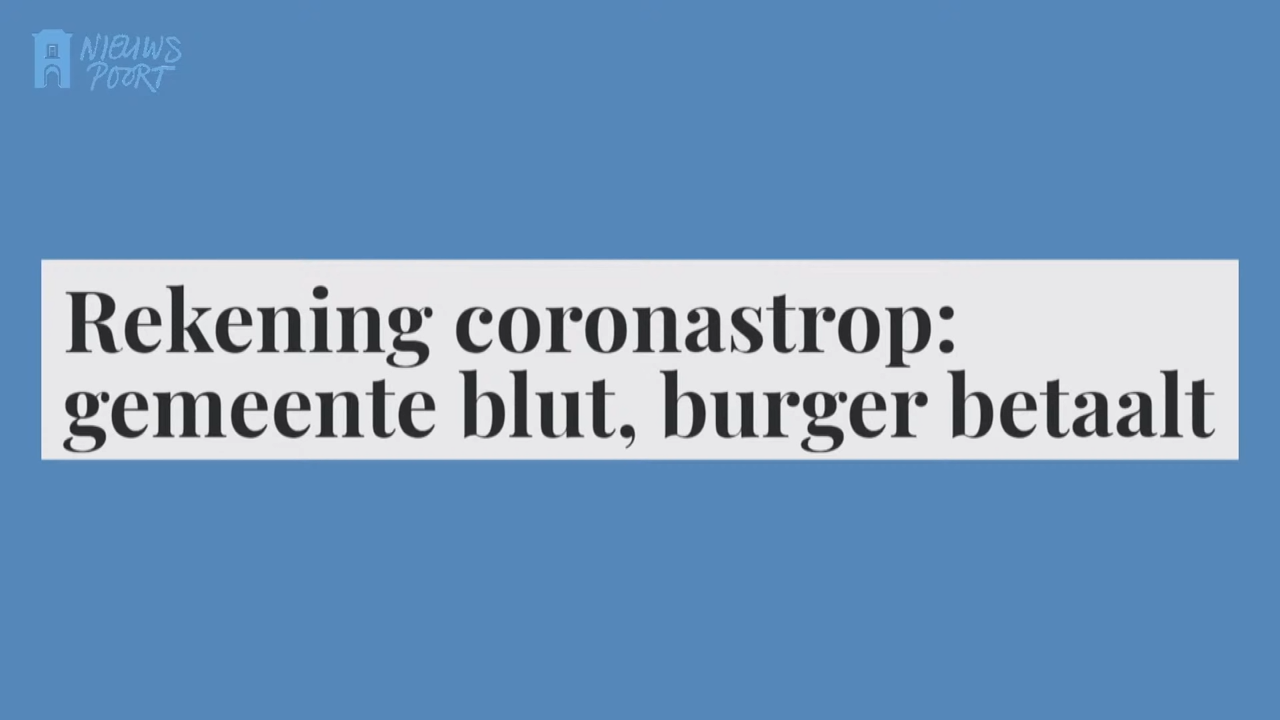 NIEUWS
POORT
Rekening coronastrop:
gemeente blut, burger betaalt